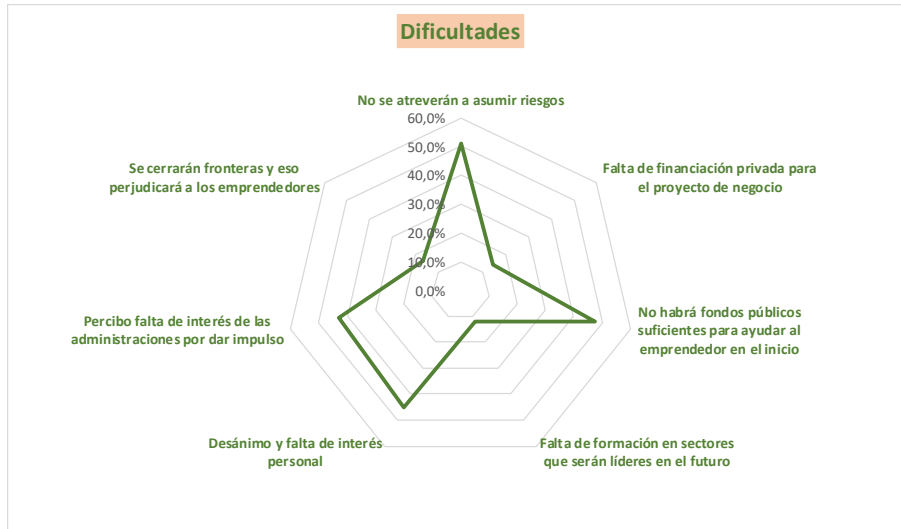 Dificultades
No se atreverán a asumir riesgos
60,0%
50,0%
40,0%
30,0%
20,0%
10,0%
0,0%
Falta de financiación privada para
el proyecto de negocio
No habrá fondos públicos
suficientes para ayudar al
emprendedor en el inicio
Falta de formación en sectores
que serán líderes en el futuro
Desánimo y falta de interés
personal
Percibo falta de interés de las
administraciones por dar impulso
Se cerrarán fronteras y eso
perjudicará a los emprendedores